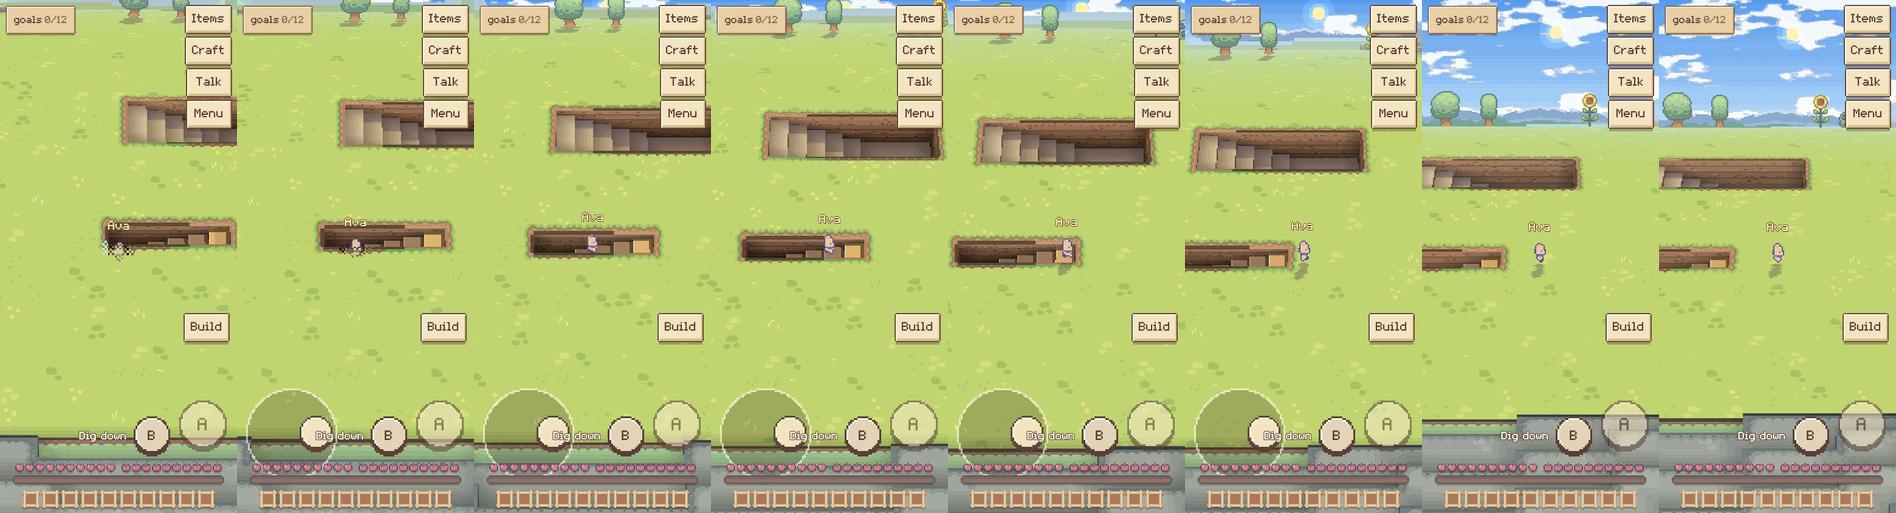 goals 0/12
Items
Craft
Talk
Menu
Ava
Build
Dig down
B
A
goals 0/12
Items
Craft
Talk
Menu
Ava
Build
Dig down
B
A
goals 0/12
Items
Craft
Talk
Menu
Ava
Build
Dig down
B
A
goals 0/12
Items
Craft
Talk
Menu
Ava
Build
Dig down
B
A
goals 0/12
Items
Craft
Talk
Menu
Ava
Build
Dig down
B
A
goals 0/12
Items
Craft
Talk
Menu
Ava
Build
Dig down
B
A
goals 0/12
Items
Craft
Talk
Menu
Ava
Build
Dig down
B
A
goals 0/12
Items
Craft
Talk
Menu
Ava
Build
Dig down
B
A